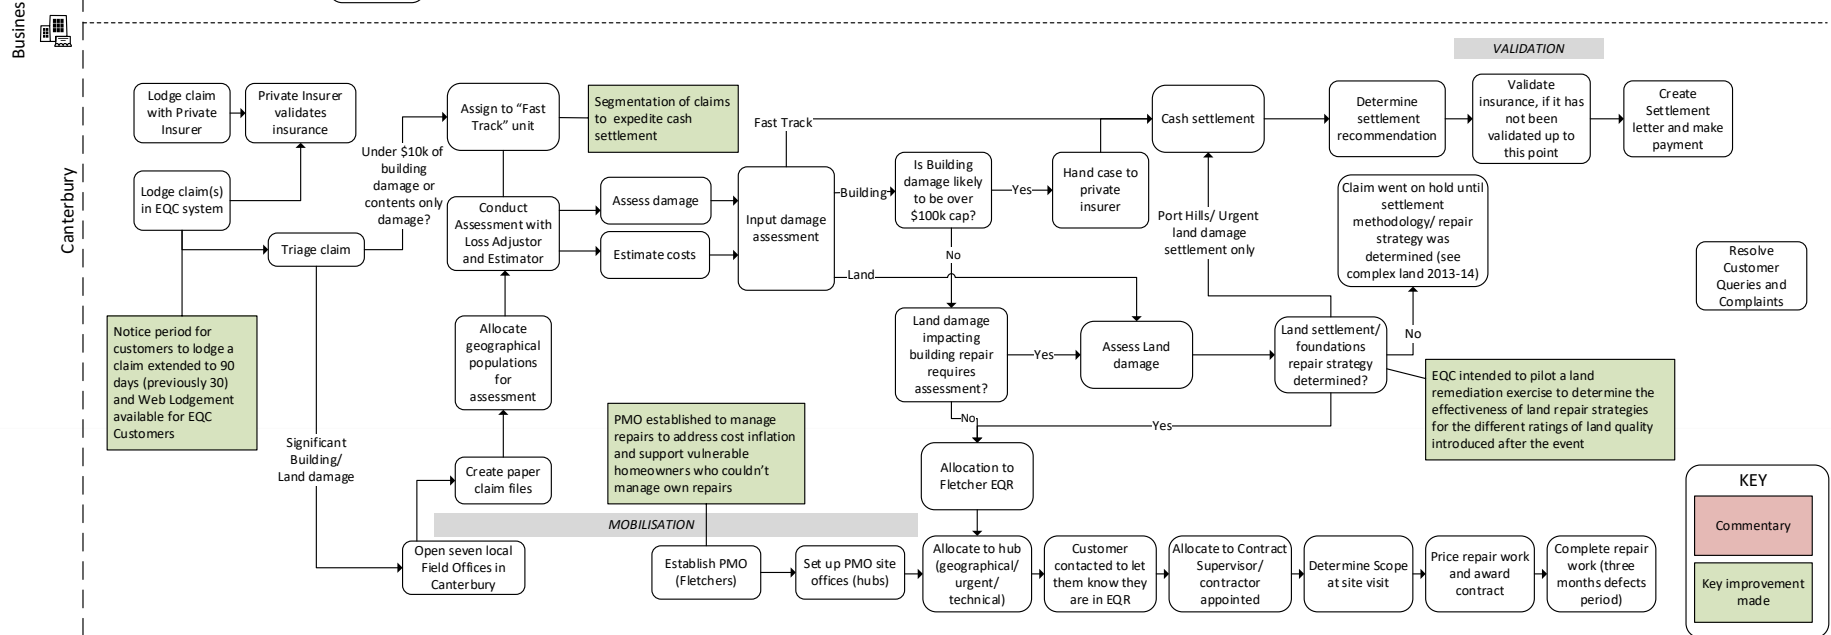 Busines
Canterbury
VALIDATION
Lodge claim
with Private
Insurer
Private Insurer
validates
insurance
Under $10k of
building
damage or
contents only
damage?
Assign to “Fast
Track” unit
Segmentation of claims
to expedite cash
settlement
Fast Track
Cash settlement
Determine
settlement
recommendation
Validate
insurance, if it has
not been
validated up to
this point
Create
Settlement
letter and make
payment
Lodge claim(s)
in EQC system
Triage claim
Conduct
Assessment with
Loss Adjustor
and Estimator
Assess damage
Estimate costs
Input damage
assessment
Building
Is Building
damage likely
to be over
$100k cap?
Yes
Hand case to
private
insurer
No
Land
Port Hills/ Urgent
land damage
settlement only
Claim went on hold until
settlement
methodology/ repair
strategy was
determined (see
complex land 2013-14)
Resolve
Customer
Queries and
Complaints
Notice period for
customers to lodge a
claim extended to 90
days (previously 30)
and Web Lodgement
available for EQC
Customers
Allocate
geographical
populations
for
assessment
Land damage
impacting
building repair
requires
assessment?
Yes
Assess Land
damage
Land settlement/
foundations
repair strategy
determined?
No
EQC intended to pilot a land
remediation exercise to determine the
effectiveness of land repair strategies
for the different ratings of land quality
introduced after the event
No
Yes
Significant
Building/
Land damage
Create paper
claim files
PMO established to manage
repairs to address cost inflation
and support vulnerable
homeowners who couldn’t
manage own repairs
Allocation to
Fletcher EQR
MOBILISATION
Open seven local
Field Offices in
Canterbury
Establish PMO
(Fletchers)
Set up PMO site
offices (hubs)
Allocate to hub
(geographical/
urgent/
technical)
Customer
contacted to let
them know they
are in EQR
Allocate to Contract
Supervisor/
contractor
appointed
Determine Scope
at site visit
Price repair work
and award
contract
Complete repair
work (three
months defects
period)
KEY
Commentary
Key improvement
made